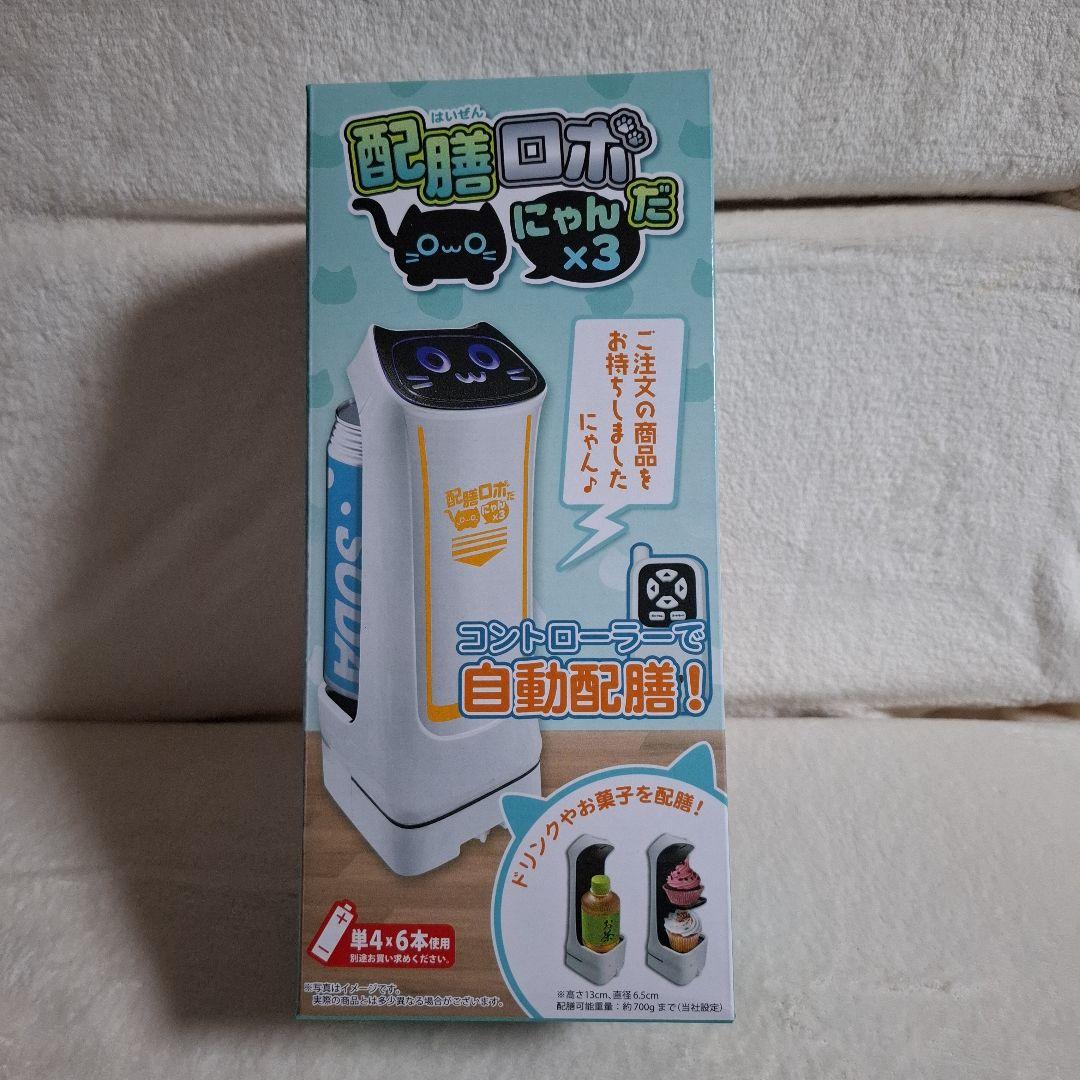 はいぜん
配膳ロボだ
にゃん
×3
ご注文の商品を
お持ちしました
にゃん♪
配膳ロボだ
にゃん
×3
SODA
コントローラーで
自動配膳!
ドリンクやお菓子を配膳!
お茶
単4×6本使用
別途お買い求めください。
※写真はイメージです。
実際の商品とは多少異なる場合がございます。
※高さ13cm、直径6.5cm
配膳可能重量:約700gまで(当社設定)